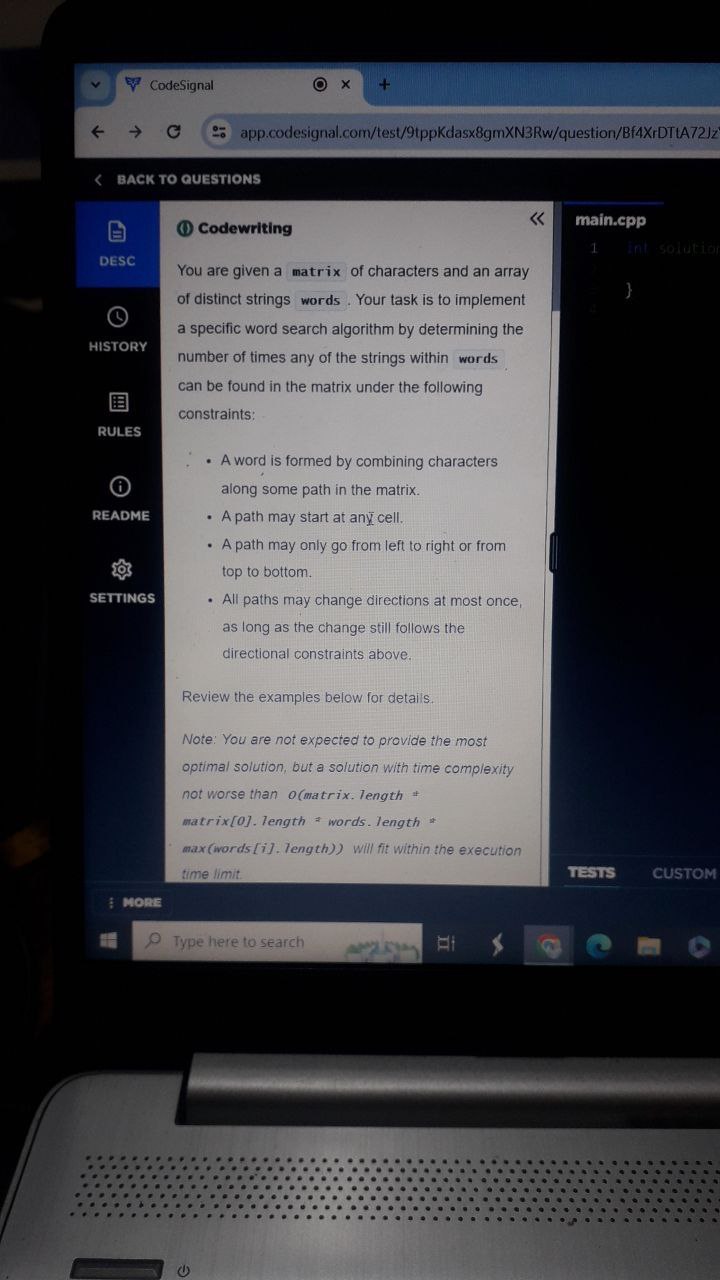 CodeSignal
app.codesignal.com/test/9tppKdasx8gmXN3Rw/question/Bf4XrDTtA72Jz
BACK TO QUESTIONS
DESC
HISTORY
RULES
README
SETTINGS
Codewriting
You are given a matrix of characters and an array
of distinct strings words . Your task is to implement
a specific word search algorithm by determining the
number of times any of the strings within words
can be found in the matrix under the following
constraints:
• A word is formed by combining characters
along some path in the matrix.
• A path may start at any cell.
• A path may only go from left to right or from
top to bottom.
• All paths may change directions at most once,
as long as the change still follows the
directional constraints above.
Review the examples below for details.
Note: You are not expected to provide the most
optimal solution, but a solution with time complexity
not worse than O(matrix.length *
matrix[0].length * words.length *
max(words[i].length)) will fit within the execution
time limit.
main.cpp
1 int solution
}
TESTS CUSTOM
MORE
Type here to search